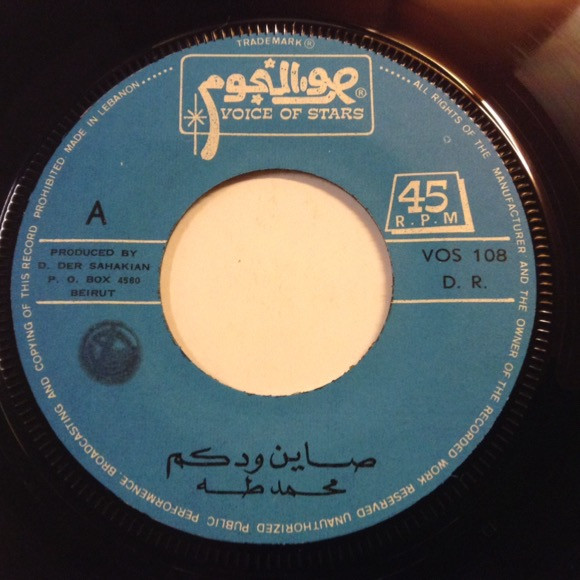 TRADEMARK ®
صوت النجوم ®
VOICE OF STARS
A
45
R.P.M
PRODUCED BY
D. DER SAHAKIAN
P. O. BOX 4560
BEIRUT
VOS 108
D. R.
صاين ودكم
محمد طه
ALL RIGHTS OF THE MANUFACTURER AND THE OWNER OF THE RECORDED WORK RESERVED UNAUTHORIZED PUBLIC PERFORMENCE BROADCASTING AND COPYING OF THIS RECORD PROHIBITED MADE IN LEBANON